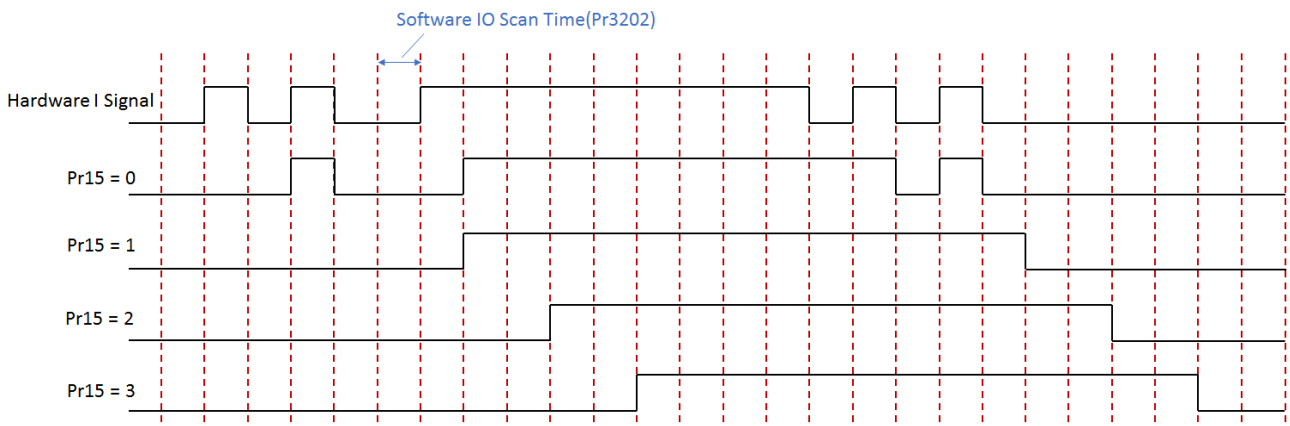 Software IO Scan Time(Pr3202)
Hardware I Signal
Pr15 = 0
Pr15 = 1
Pr15 = 2
Pr15 = 3